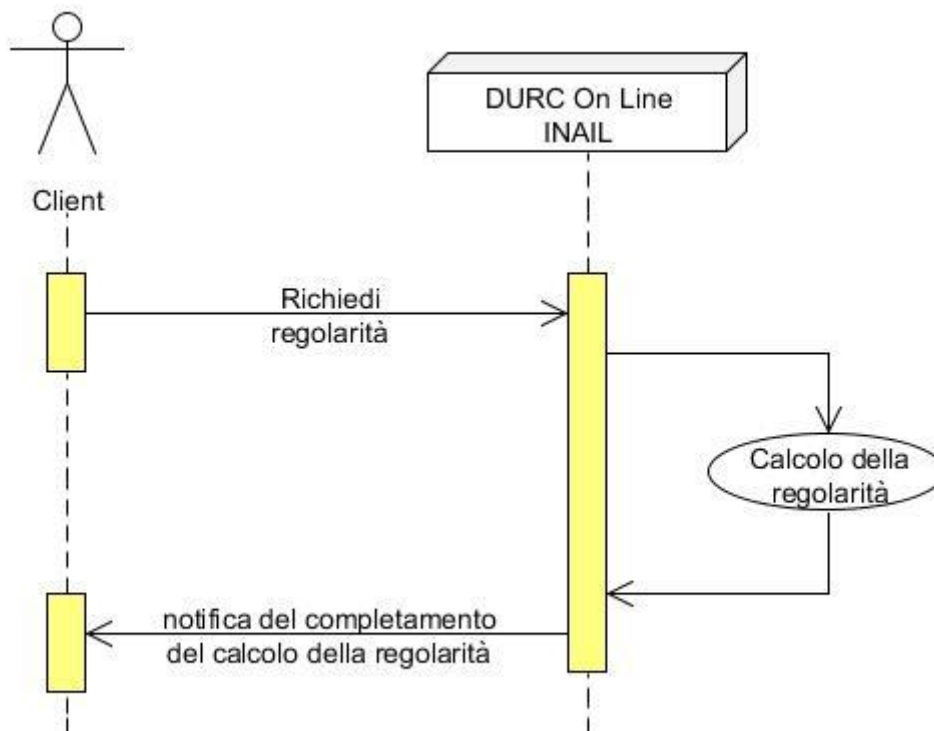 DURC On Line
INAIL
Client
Richiedi
regolarità
Calcolo della
regolarità
notifica del completamento
del calcolo della regolarità